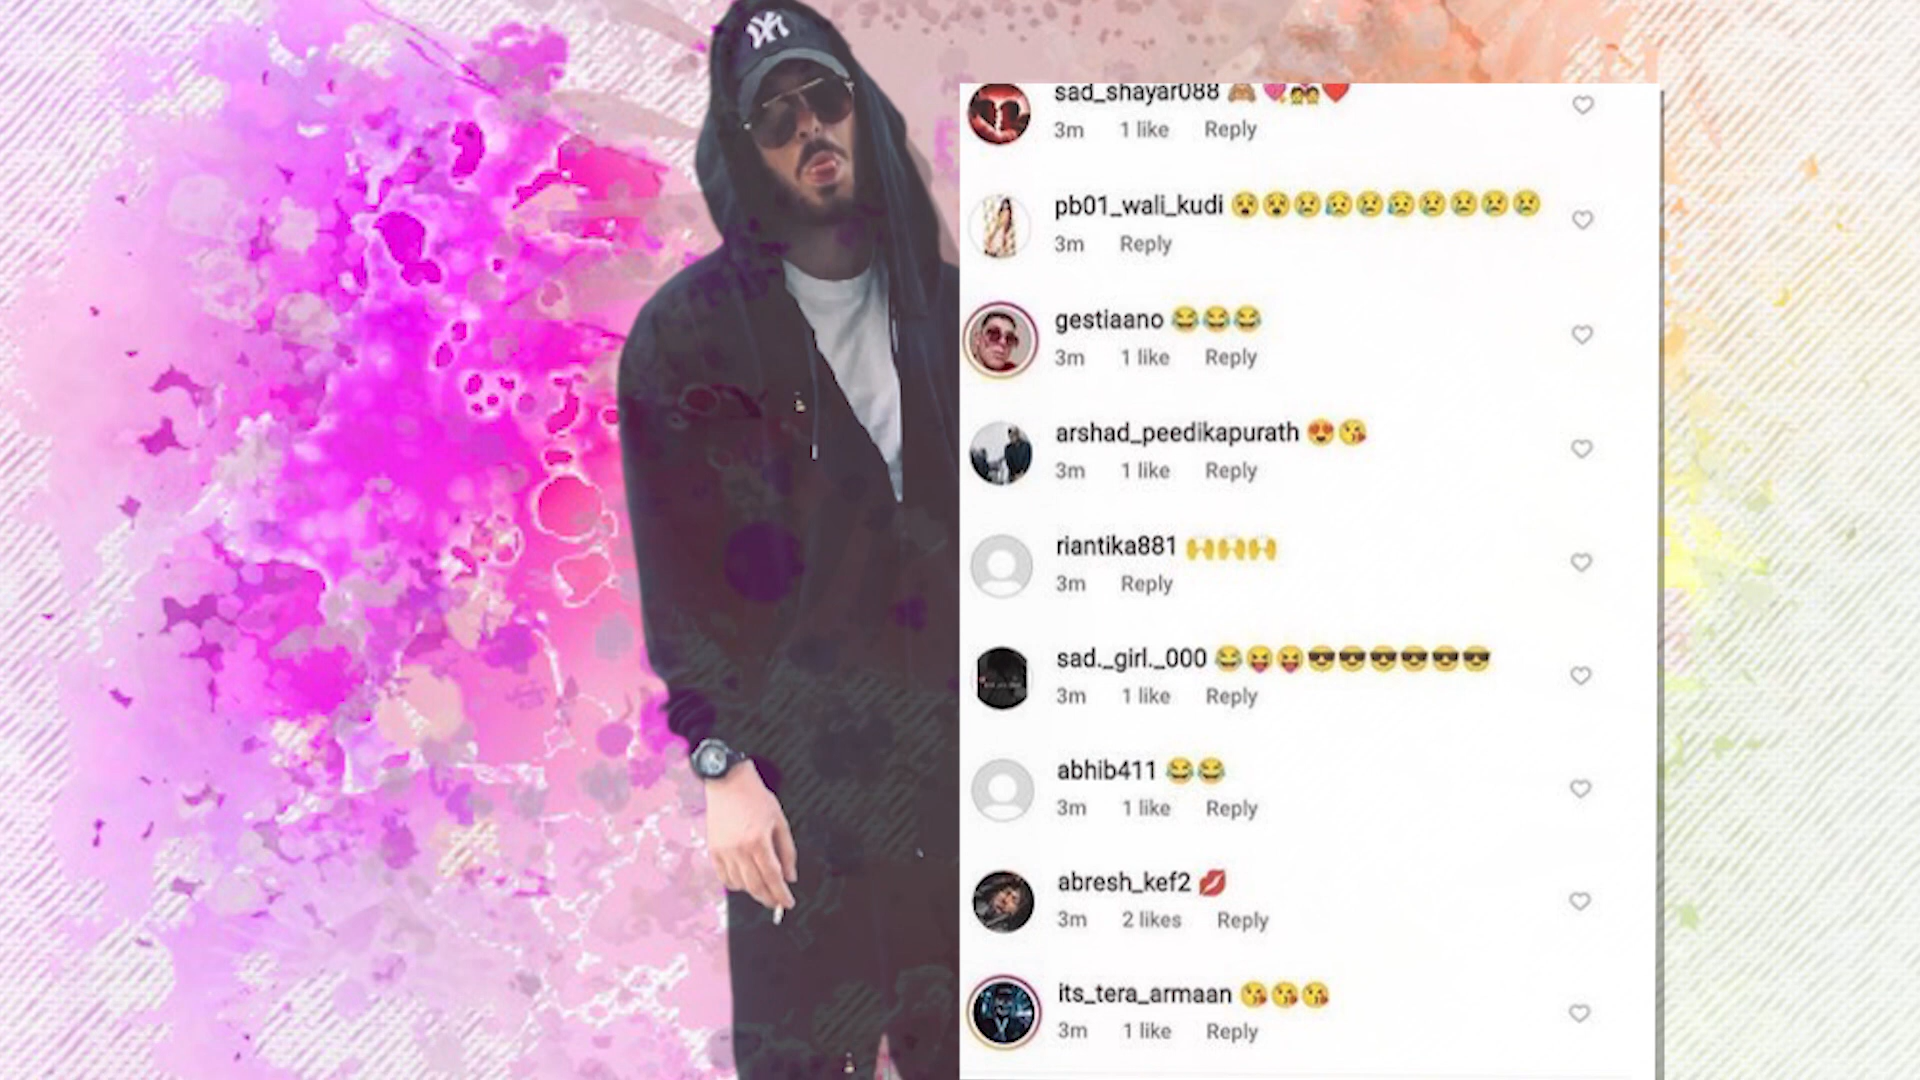 NY
sad_shayar088 🙈 💘💑❤️
3m 1 like Reply
pb01_wali_kudi 😵😵😢😥😢😥😢😢😢😢
3m Reply
gestiaano 😂😂😂
3m 1 like Reply
arshad_peedikapurath 😍😘
3m 1 like Reply
riantika881 🙌🙌🙌
3m Reply
sad._girl._000 😂😝😝😎😎😎😎😎😎
3m 1 like Reply
abhib411 😂😂
3m 1 like Reply
abresh_kef2 💋
3m 2 likes Reply
its_tera_armaan 😘😘😘
3m 1 like Reply